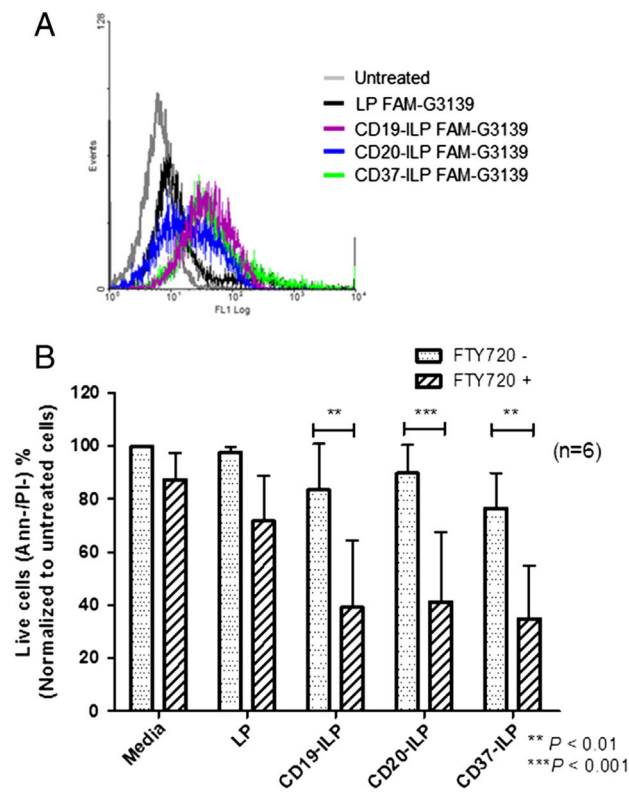 A
128
Events
0
10⁰ 10¹ 10² 10³ 10⁴
FL1 Log
Untreated
LP FAM-G3139
CD19-ILP FAM-G3139
CD20-ILP FAM-G3139
CD37-ILP FAM-G3139
B
FTY720 -
FTY720 +
Live cells (Ann-/PI-) %
(Normalized to untreated cells)
120
100
80
60
40
20
0
** *** **
(n=6)
Media LP CD19-ILP CD20-ILP CD37-ILP
** P < 0.01
***P < 0.001